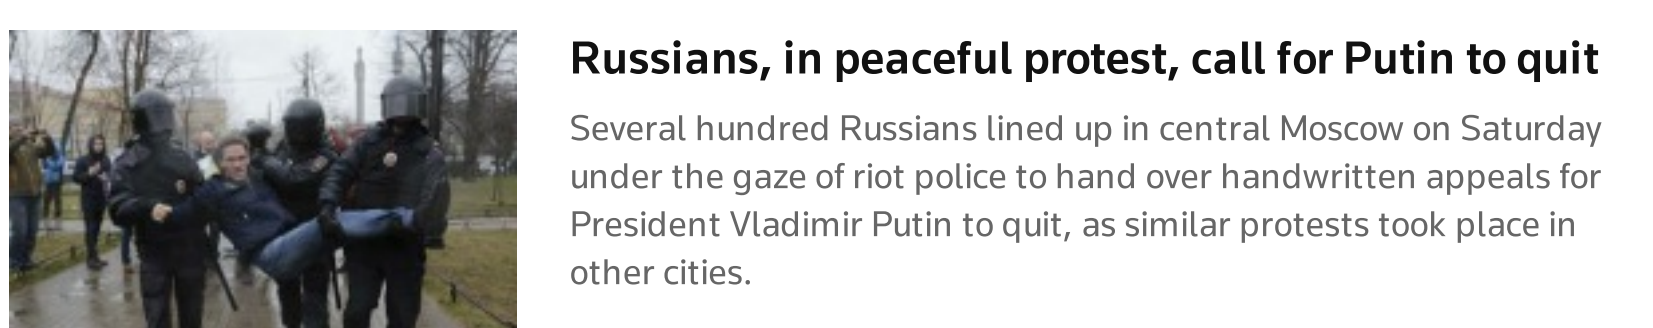 Russians, in peaceful protest, call for Putin to quit
Several hundred Russians lined up in central Moscow on Saturday
under the gaze of riot police to hand over handwritten appeals for
President Vladimir Putin to quit, as similar protests took place in
other cities.